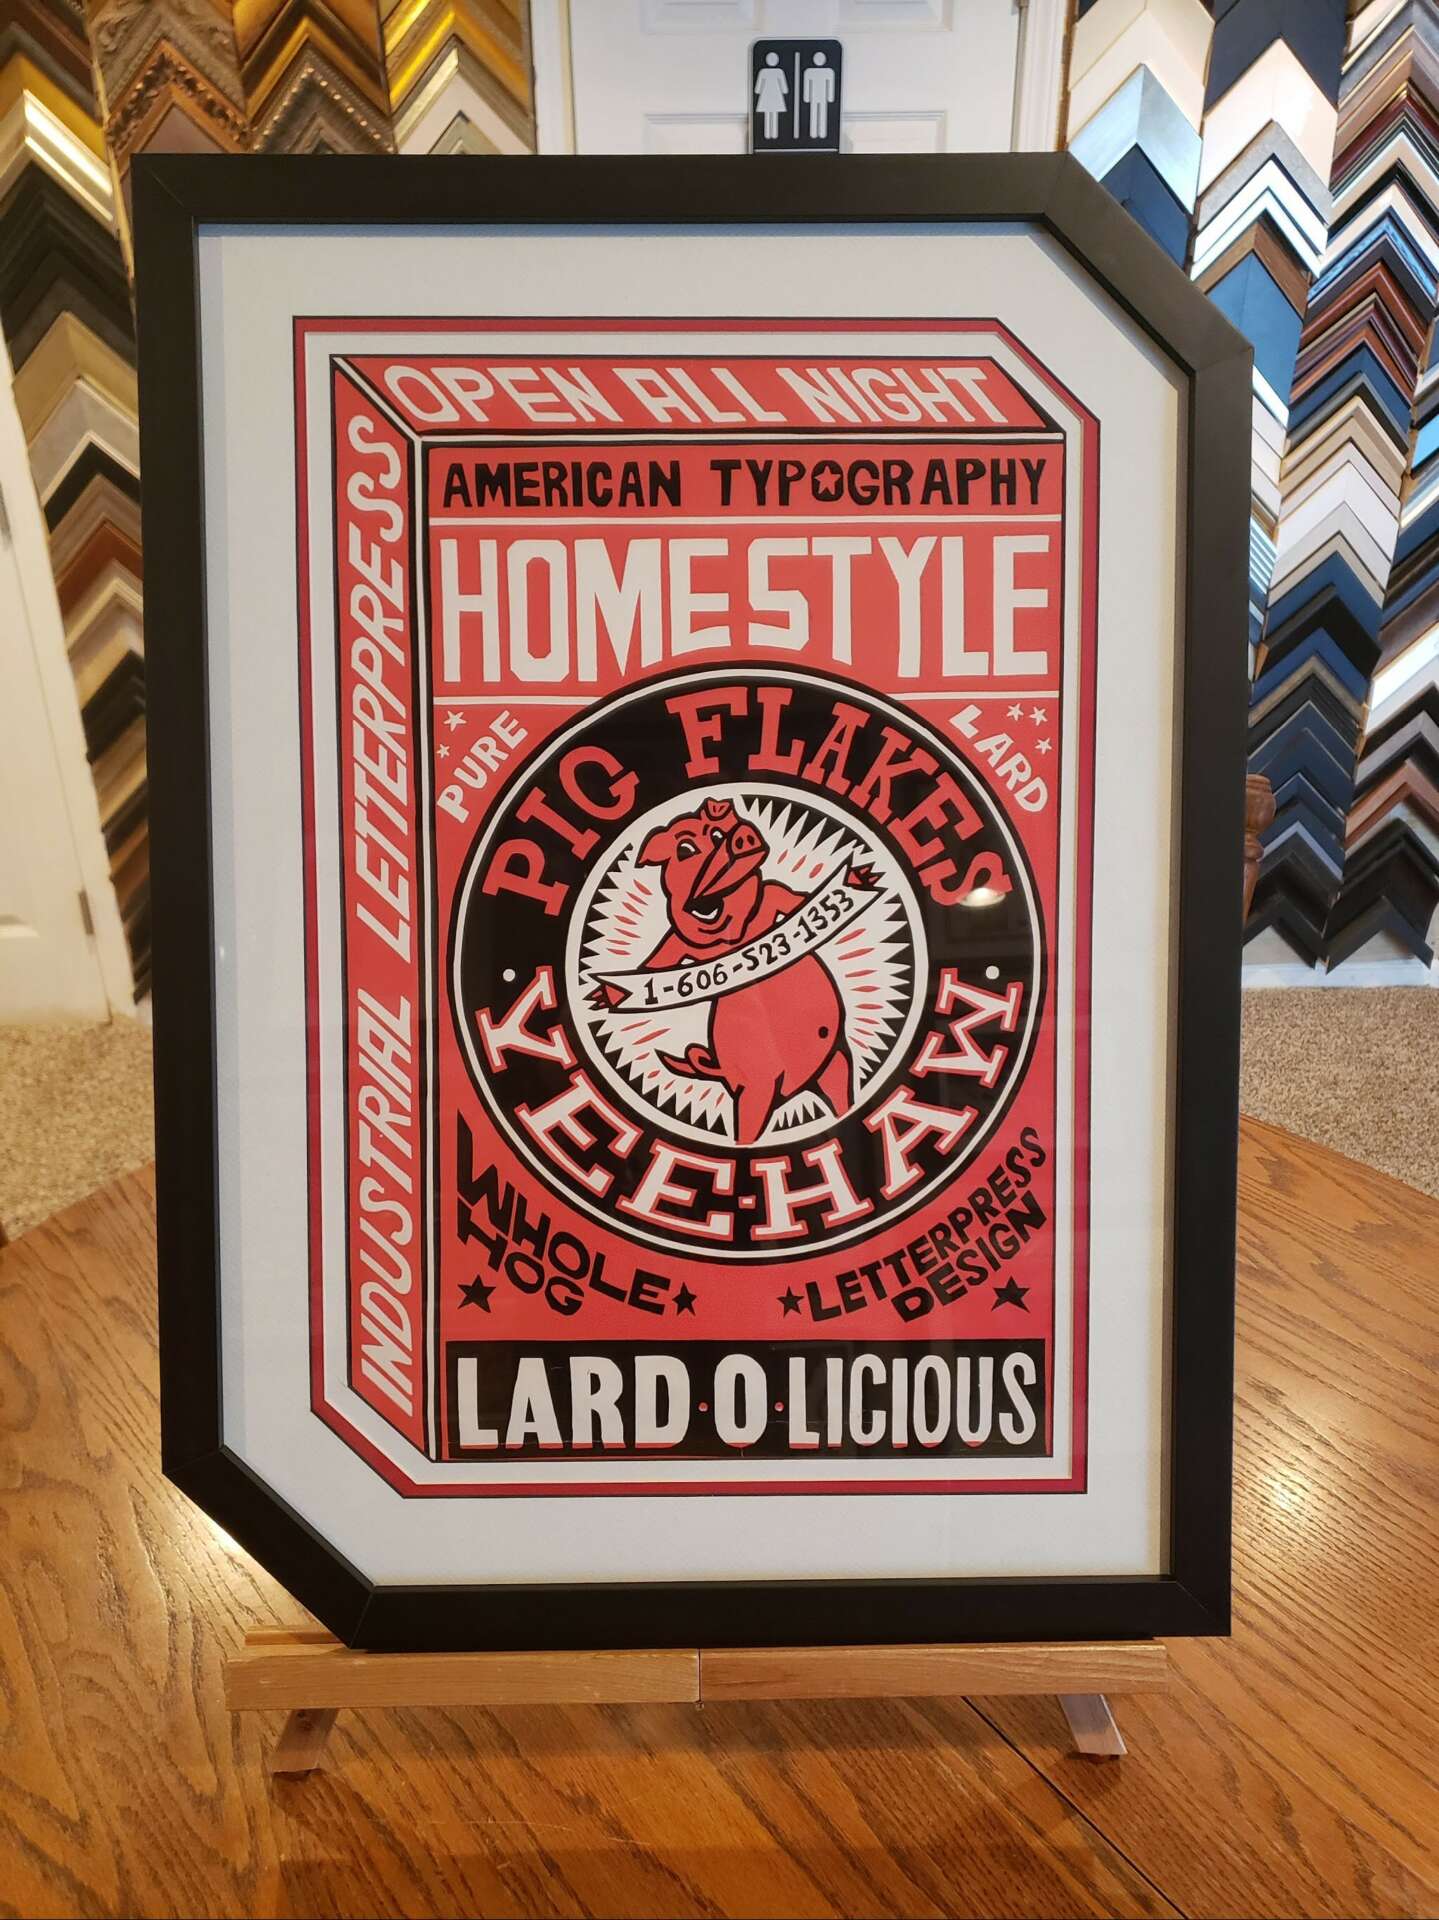 OPEN ALL NIGHT
INDUSTRIAL LETTERPRESS
AMERICAN TYPOGRAPHY
HOMESTYLE
PURE
LARD
PIG FLAKES
1-606-523-1353
YEE-HAW
WHOLE
HOG
LETTERPRESS
DESIGN
LARD·O·LICIOUS